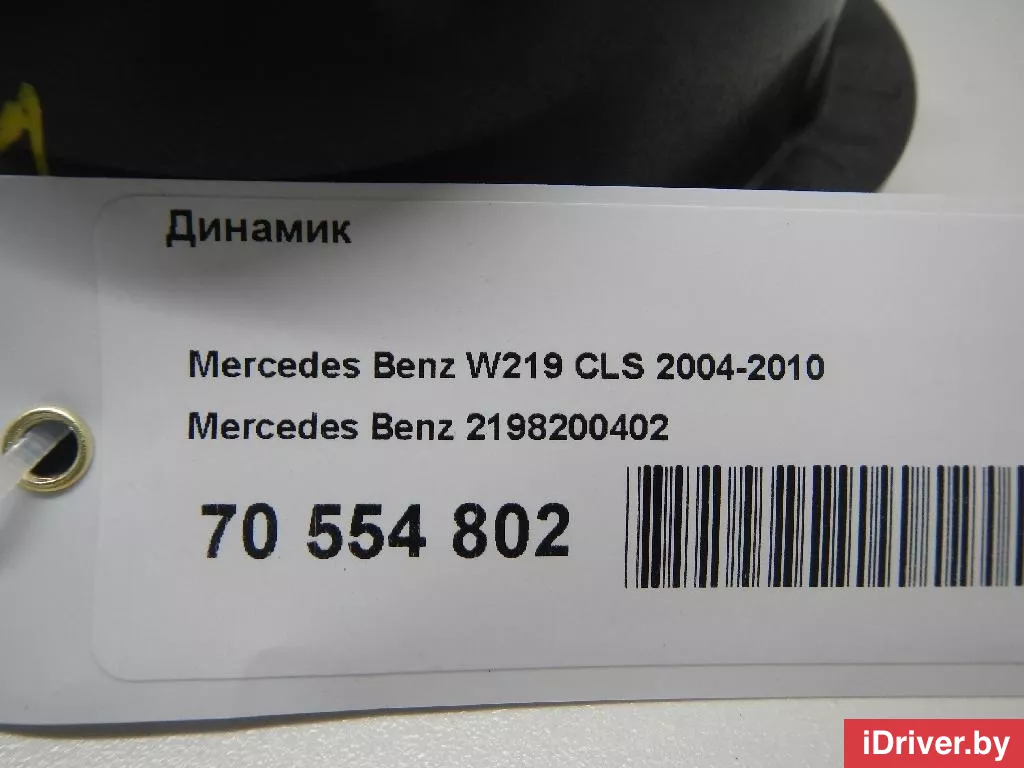 Динамик
Mercedes Benz W219 CLS 2004-2010
Mercedes Benz 2198200402
70 554 802
iDriver.by